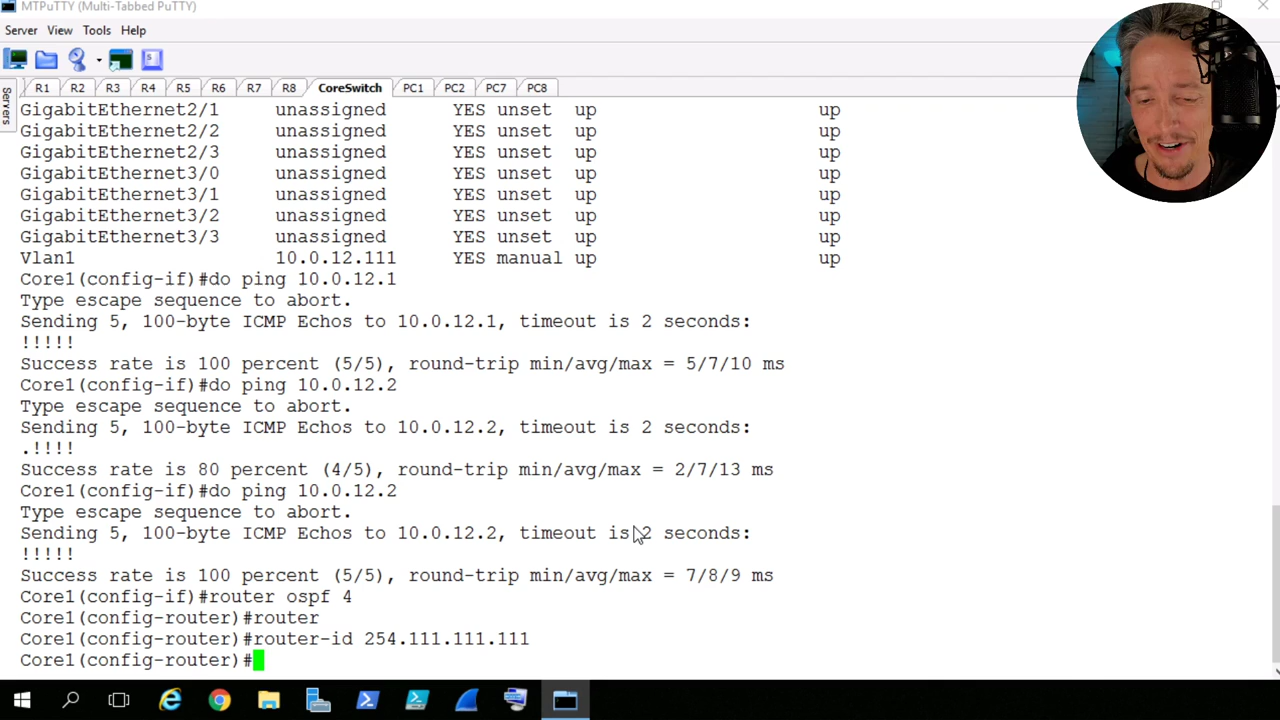 MTPuTTY (Multi-Tabbed PuTTY)
Server View Tools Help
R1 R2 R3 R4 R5 R6 R7 R8 CoreSwitch PC1 PC2 PC7 PC8
Servers
GigabitEthernet2/1 unassigned YES unset up up
GigabitEthernet2/2 unassigned YES unset up up
GigabitEthernet2/3 unassigned YES unset up up
GigabitEthernet3/0 unassigned YES unset up up
GigabitEthernet3/1 unassigned YES unset up up
GigabitEthernet3/2 unassigned YES unset up up
GigabitEthernet3/3 unassigned YES unset up up
Vlan1 10.0.12.111 YES manual up up
Core1(config-if)#do ping 10.0.12.1
Type escape sequence to abort.
Sending 5, 100-byte ICMP Echos to 10.0.12.1, timeout is 2 seconds:
!!!!!
Success rate is 100 percent (5/5), round-trip min/avg/max = 5/7/10 ms
Core1(config-if)#do ping 10.0.12.2
Type escape sequence to abort.
Sending 5, 100-byte ICMP Echos to 10.0.12.2, timeout is 2 seconds:
.!!!!
Success rate is 80 percent (4/5), round-trip min/avg/max = 2/7/13 ms
Core1(config-if)#do ping 10.0.12.2
Type escape sequence to abort.
Sending 5, 100-byte ICMP Echos to 10.0.12.2, timeout is 2 seconds:
!!!!!
Success rate is 100 percent (5/5), round-trip min/avg/max = 7/8/9 ms
Core1(config-if)#router ospf 4
Core1(config-router)#router
Core1(config-router)#router-id 254.111.111.111
Core1(config-router)#